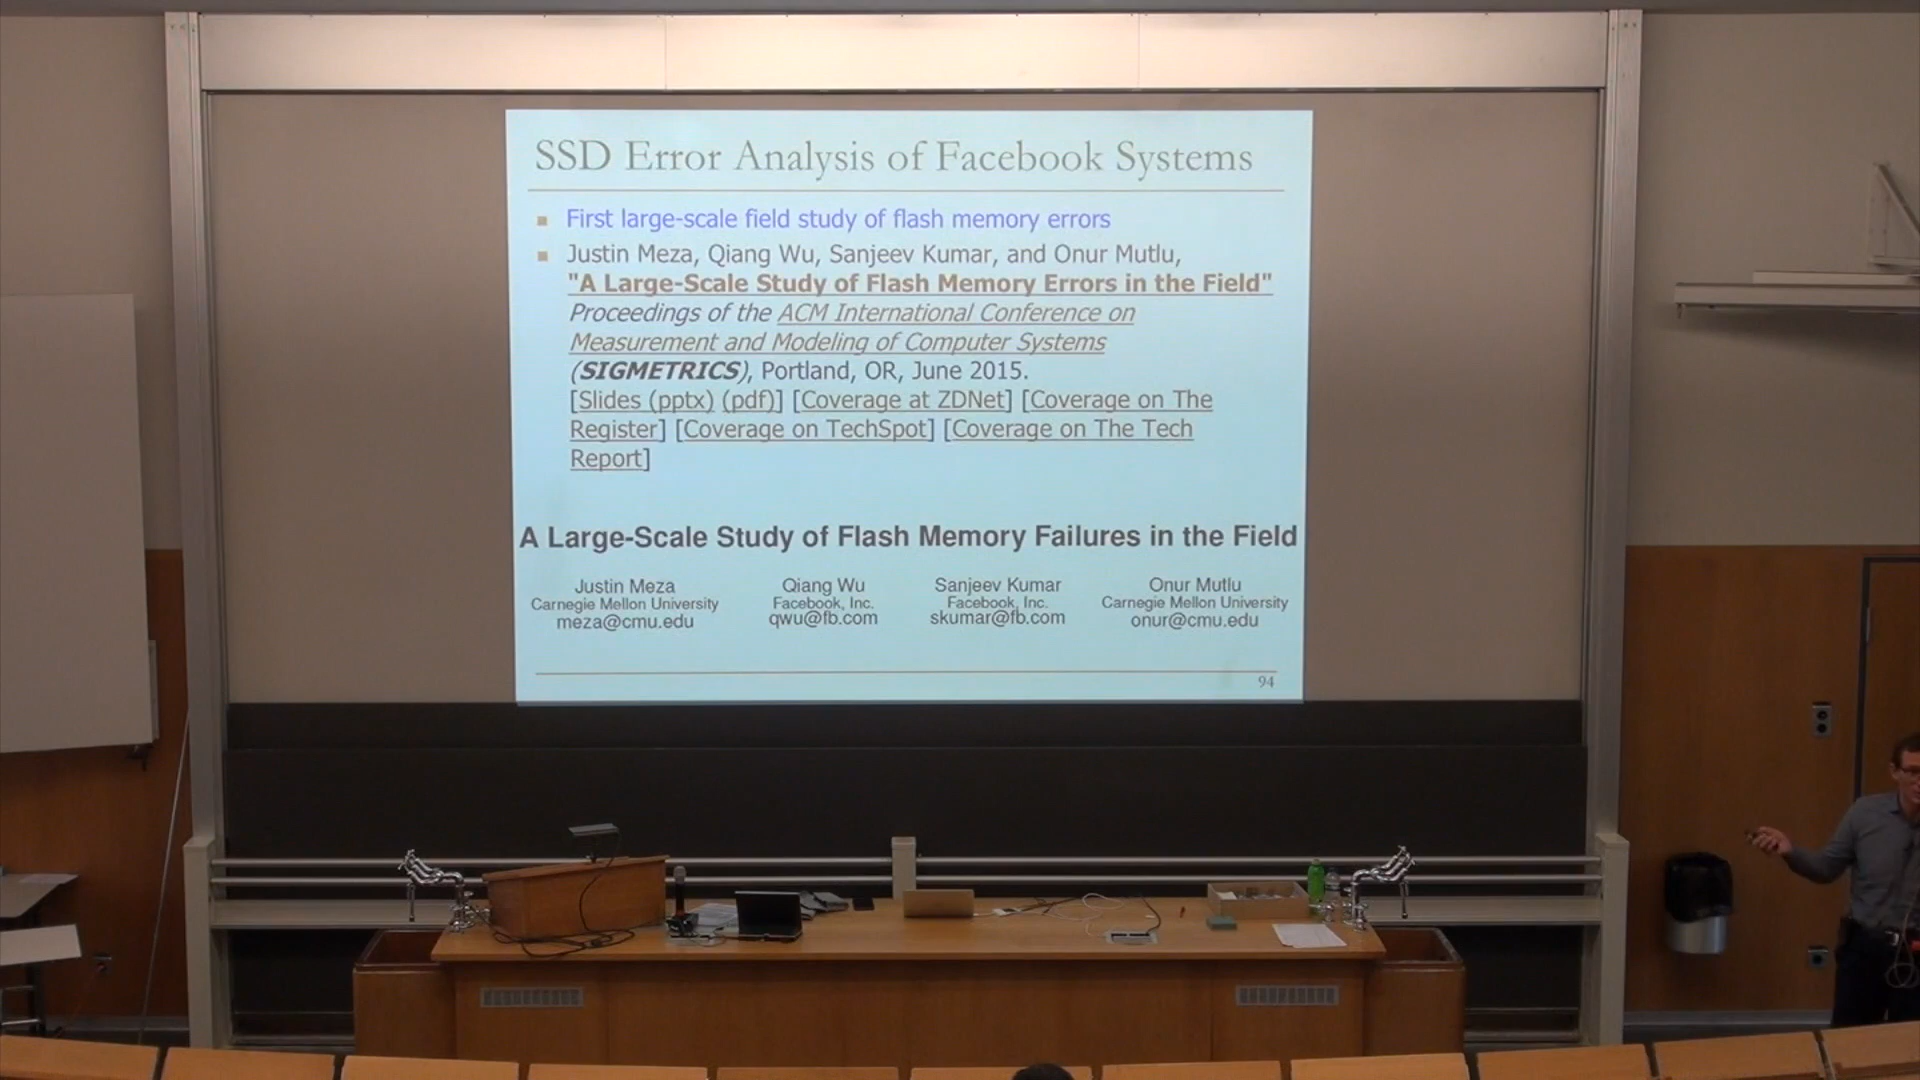 SSD Error Analysis of Facebook Systems
First large-scale field study of flash memory errors
Justin Meza, Qiang Wu, Sanjeev Kumar, and Onur Mutlu,
"A Large-Scale Study of Flash Memory Errors in the Field"
Proceedings of the ACM International Conference on
Measurement and Modeling of Computer Systems
(SIGMETRICS), Portland, OR, June 2015.
[Slides (pptx) (pdf)] [Coverage at ZDNet] [Coverage on The
Register] [Coverage on TechSpot] [Coverage on The Tech
Report]
A Large-Scale Study of Flash Memory Failures in the Field
Justin Meza Qiang Wu Sanjeev Kumar Onur Mutlu
Carnegie Mellon University Facebook, Inc. Facebook, Inc. Carnegie Mellon University
meza@cmu.edu qwu@fb.com skumar@fb.com onur@cmu.edu
94